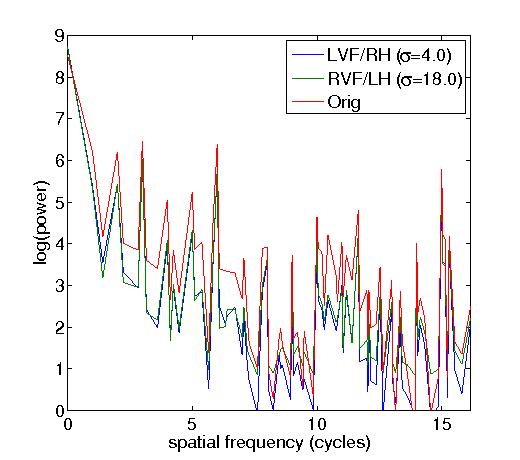 9
8
7
6
5
4
3
2
1
0
log(power)
LVF/RH (σ=4.0)
RVF/LH (σ=18.0)
Orig
0 5 10 15
spatial frequency (cycles)